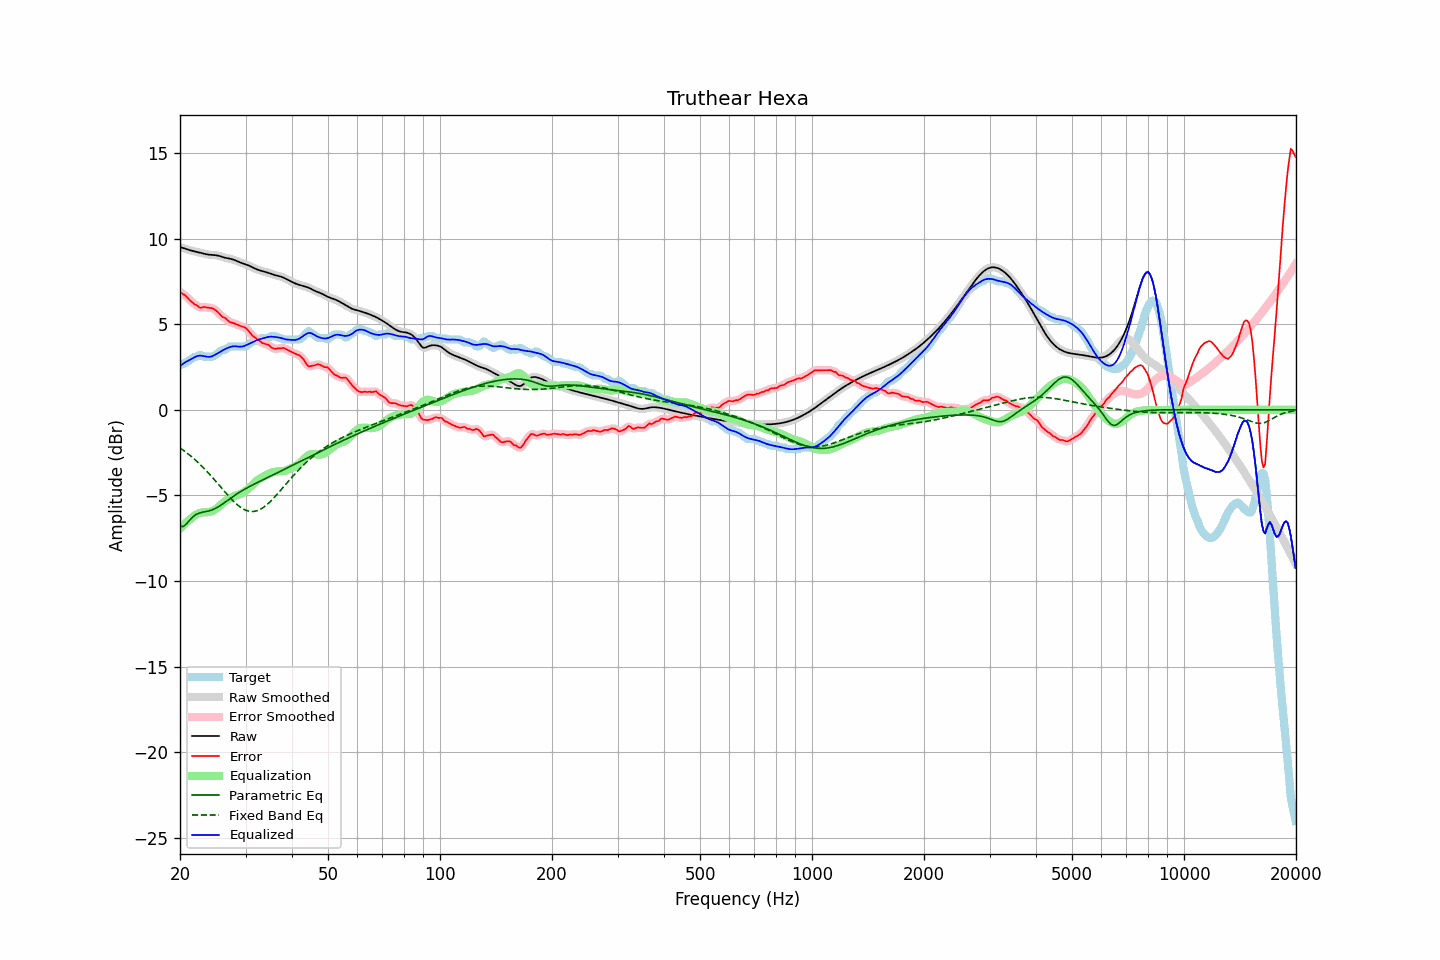 Truthear Hexa
Amplitude (dBr)
15
10
5
0
−5
−10
−15
−20
−25
Target
Raw Smoothed
Error Smoothed
Raw
Error
Equalization
Parametric Eq
Fixed Band Eq
Equalized
20 50 100 200 500 1000 2000 5000 10000 20000
Frequency (Hz)